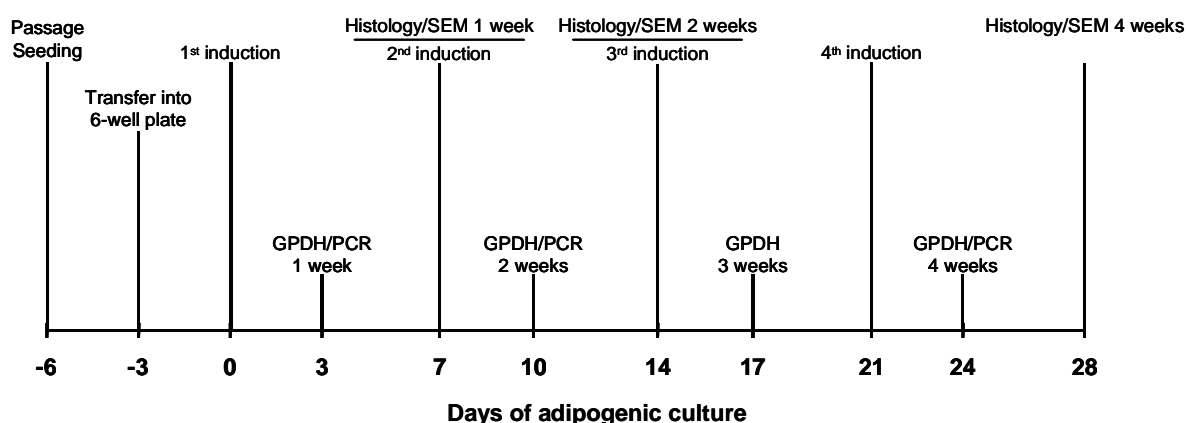 Passage
Seeding
1st induction
Histology/SEM 1 week
2nd induction
Histology/SEM 2 weeks
3rd induction
4th induction
Histology/SEM 4 weeks
Transfer into
6-well plate
GPDH/PCR
1 week
GPDH/PCR
2 weeks
GPDH
3 weeks
GPDH/PCR
4 weeks
-6 -3 0 3 7 10 14 17 21 24 28
Days of adipogenic culture